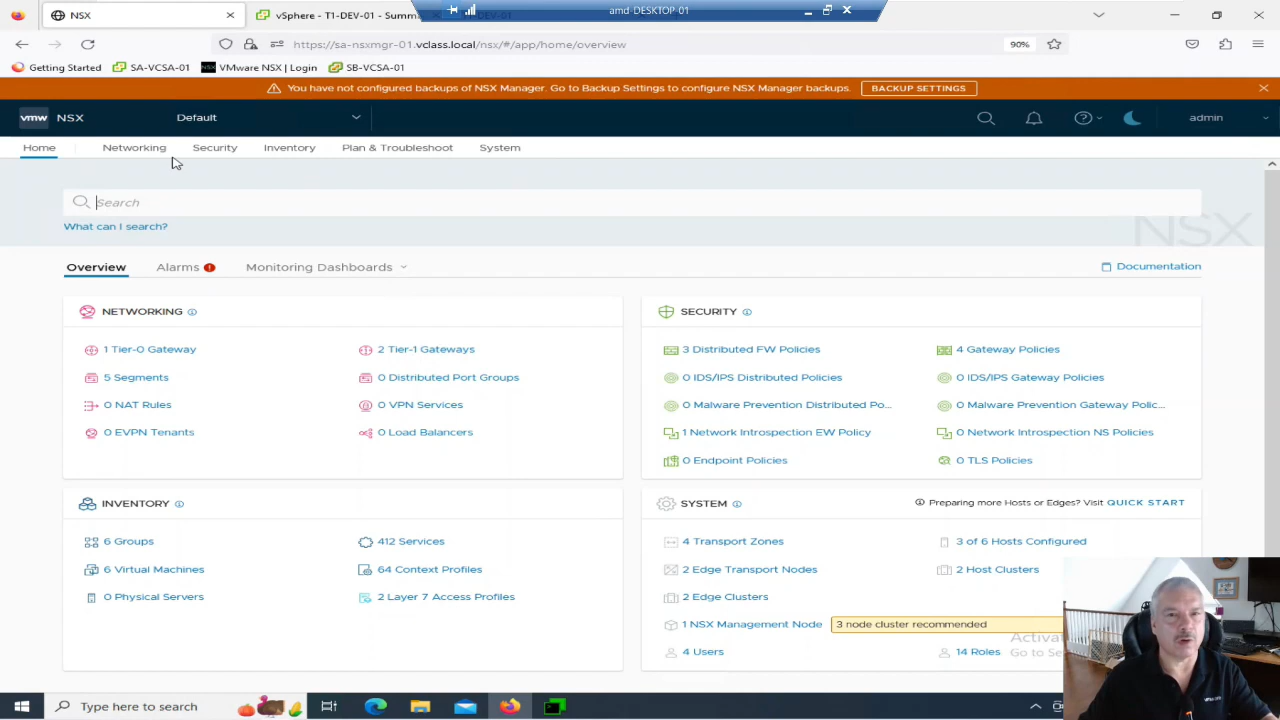 NSX
vSphere - T1-DEV-01 - Summ
amd-DESKTOP-01
https://sa-nsxmgr-01.vclass.local/nsx/#/app/home/overview
90%
Getting Started
SA-VCSA-01
VMware NSX | Login
SB-VCSA-01
You have not configured backups of NSX Manager. Go to Backup Settings to configure NSX Manager backups.
BACKUP SETTINGS
vmw
NSX
Default
admin
Home
Networking
Security
Inventory
Plan & Troubleshoot
System
Search
What can I search?
NSX
Overview
Alarms
Monitoring Dashboards
Documentation
NETWORKING
1 Tier-0 Gateway
2 Tier-1 Gateways
5 Segments
0 Distributed Port Groups
0 NAT Rules
0 VPN Services
0 EVPN Tenants
0 Load Balancers
SECURITY
3 Distributed FW Policies
4 Gateway Policies
0 IDS/IPS Distributed Policies
0 IDS/IPS Gateway Policies
0 Malware Prevention Distributed Po...
0 Malware Prevention Gateway Polic...
1 Network Introspection EW Policy
0 Network Introspection NS Policies
0 Endpoint Policies
0 TLS Policies
INVENTORY
6 Groups
412 Services
6 Virtual Machines
64 Context Profiles
0 Physical Servers
2 Layer 7 Access Profiles
SYSTEM
Preparing more Hosts or Edges? Visit QUICK START
4 Transport Zones
3 of 6 Hosts Configured
2 Edge Transport Nodes
2 Host Clusters
2 Edge Clusters
1 NSX Management Node
3 node cluster recommended
4 Users
14 Roles
Activat
Go to Se
Type here to search